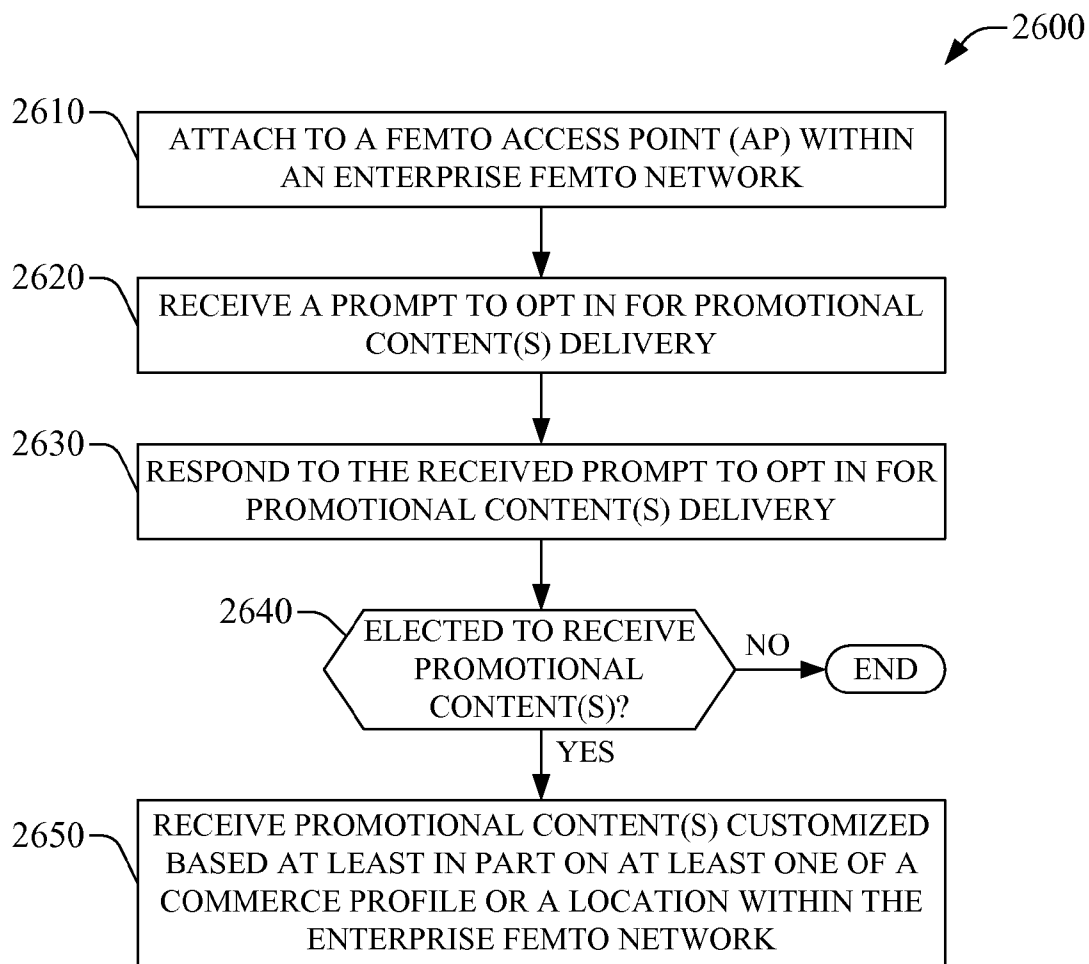 2600
2610
ATTACH TO A FEMTO ACCESS POINT (AP) WITHIN
AN ENTERPRISE FEMTO NETWORK
2620
RECEIVE A PROMPT TO OPT IN FOR PROMOTIONAL
CONTENT(S) DELIVERY
2630
RESPOND TO THE RECEIVED PROMPT TO OPT IN FOR
PROMOTIONAL CONTENT(S) DELIVERY
2640
ELECTED TO RECEIVE
PROMOTIONAL
CONTENT(S)?
NO
END
YES
2650
RECEIVE PROMOTIONAL CONTENT(S) CUSTOMIZED
BASED AT LEAST IN PART ON AT LEAST ONE OF A
COMMERCE PROFILE OR A LOCATION WITHIN THE
ENTERPRISE FEMTO NETWORK